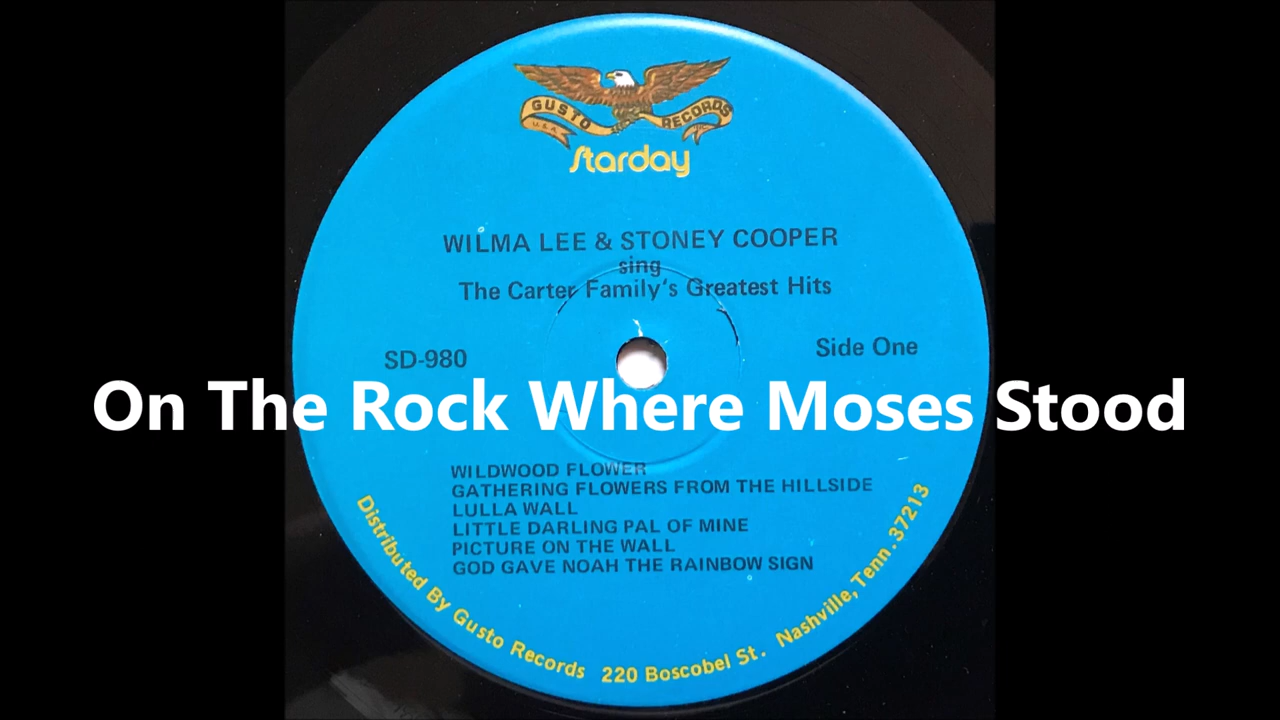 GUSTO RECORDS
U.S.A. INC.
Starday
WILMA LEE & STONEY COOPER
sing
The Carter Family's Greatest Hits
SD-980
Side One
On The Rock Where Moses Stood
WILDWOOD FLOWER
GATHERING FLOWERS FROM THE HILLSIDE
LULLA WALL
LITTLE DARLING PAL OF MINE
PICTURE ON THE WALL
GOD GAVE NOAH THE RAINBOW SIGN
Distributed By Gusto Records 220 Boscobel St. Nashville, Tenn. 37213